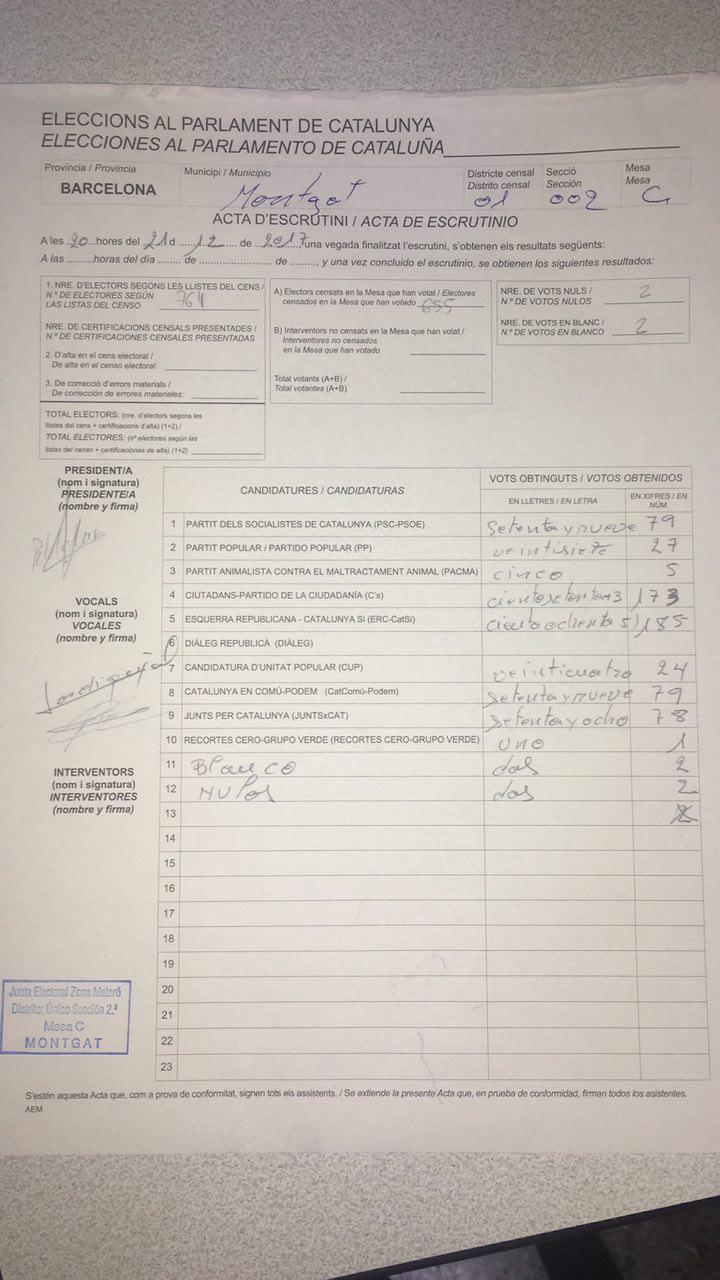 ELECCIONS AL PARLAMENT DE CATALUNYA
ELECCIONES AL PARLAMENTO DE CATALUÑA
Província / Provincia
BARCELONA
Municipi / Municipio
Montgat
Districte censal
Distrito censal
01
Secció
Sección
002
Mesa
Mesa
C
ACTA D'ESCRUTINI / ACTA DE ESCRUTINIO
A les 20 hores del 21 d 12 de 2017 una vegada finalitzat l'escrutini, s'obtenen els resultats següents:
A las ......... horas del día ......... de ......... de ........, y una vez concluido el escrutinio, se obtienen los siguientes resultados:
1. NRE. D'ELECTORS SEGONS LES LLISTES DEL CENS /
N.º DE ELECTORES SEGÚN
LAS LISTAS DEL CENSO 764
NRE. DE CERTIFICACIONS CENSALS PRESENTADES /
N.º DE CERTIFICACIONES CENSALES PRESENTADAS
2. D'alta en el cens electoral /
De alta en el censo electoral:
3. De correcció d'errors materials /
De corrección de errores materiales:
TOTAL ELECTORS: (nre. d'electors segons les
llistes del cens + certificacions d'alta) (1+2) /
TOTAL ELECTORES: (nº electores según las
listas del censo + certificaciones de alta) (1+2)
A) Electors censats en la Mesa que han votat / Electores
censados en la Mesa que han votado 655
B) Interventors no censats en la Mesa que han votat /
Interventores no censados
en la Mesa que han votado
Total votants (A+B) /
Total votantes (A+B)
NRE. DE VOTS NULS /
N.º DE VOTOS NULOS 2
NRE. DE VOTS EN BLANC /
N.º DE VOTOS EN BLANCO 2
PRESIDENT/A
(nom i signatura)
PRESIDENTE/A
(nombre y firma)
VOCALS
(nom i signatura)
VOCALES
(nombre y firma)
INTERVENTORS
(nom i signatura)
INTERVENTORES
(nombre y firma)
CANDIDATURES / CANDIDATURAS
VOTS OBTINGUTS / VOTOS OBTENIDOS
EN LLETRES / EN LETRA
EN XIFRES / EN NÚM.
1 PARTIT DELS SOCIALISTES DE CATALUNYA (PSC-PSOE) setenta y nueve 79
2 PARTIT POPULAR / PARTIDO POPULAR (PP) veintisiete 27
3 PARTIT ANIMALISTA CONTRA EL MALTRACTAMENT ANIMAL (PACMA) cinco 5
4 CIUTADANS-PARTIDO DE LA CIUDADANÍA (C's) ciento setenta+3 173
5 ESQUERRA REPUBLICANA - CATALUNYA SI (ERC-CatSí) 185
6 DIÀLEG REPUBLICÀ (DIÀLEG)
7 CANDIDATURA D'UNITAT POPULAR (CUP) veinticuatro 24
8 CATALUNYA EN COMÚ-PODEM (CatComú-Podem) setenta y nueve 79
9 JUNTS PER CATALUNYA (JUNTSxCAT) setenta y ocho 78
10 RECORTES CERO-GRUPO VERDE (RECORTES CERO-GRUPO VERDE) uno 1
11 Blanco dos 2
12 Nulos dos 2
13
14
15
16
17
18
19
20
21
22
23
Junta Electoral Zona Mataró
Distrito: Único Sección 2.ª
Mesa C
MONTGAT
S'estén aquesta Acta que, com a prova de conformitat, signen tots els assistents. / Se extiende la presente Acta que, en prueba de conformidad, firman todos los asistentes.
AEM